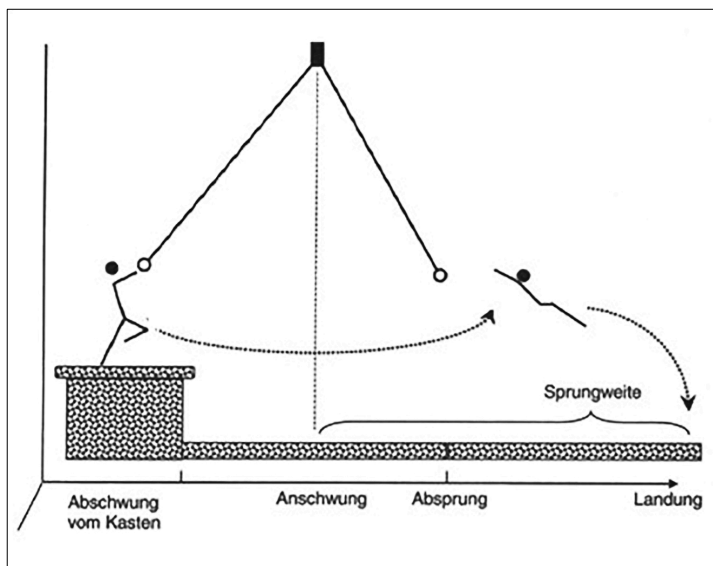 Sprungweite
Abschwung
vom Kasten
Anschwung
Absprung
Landung